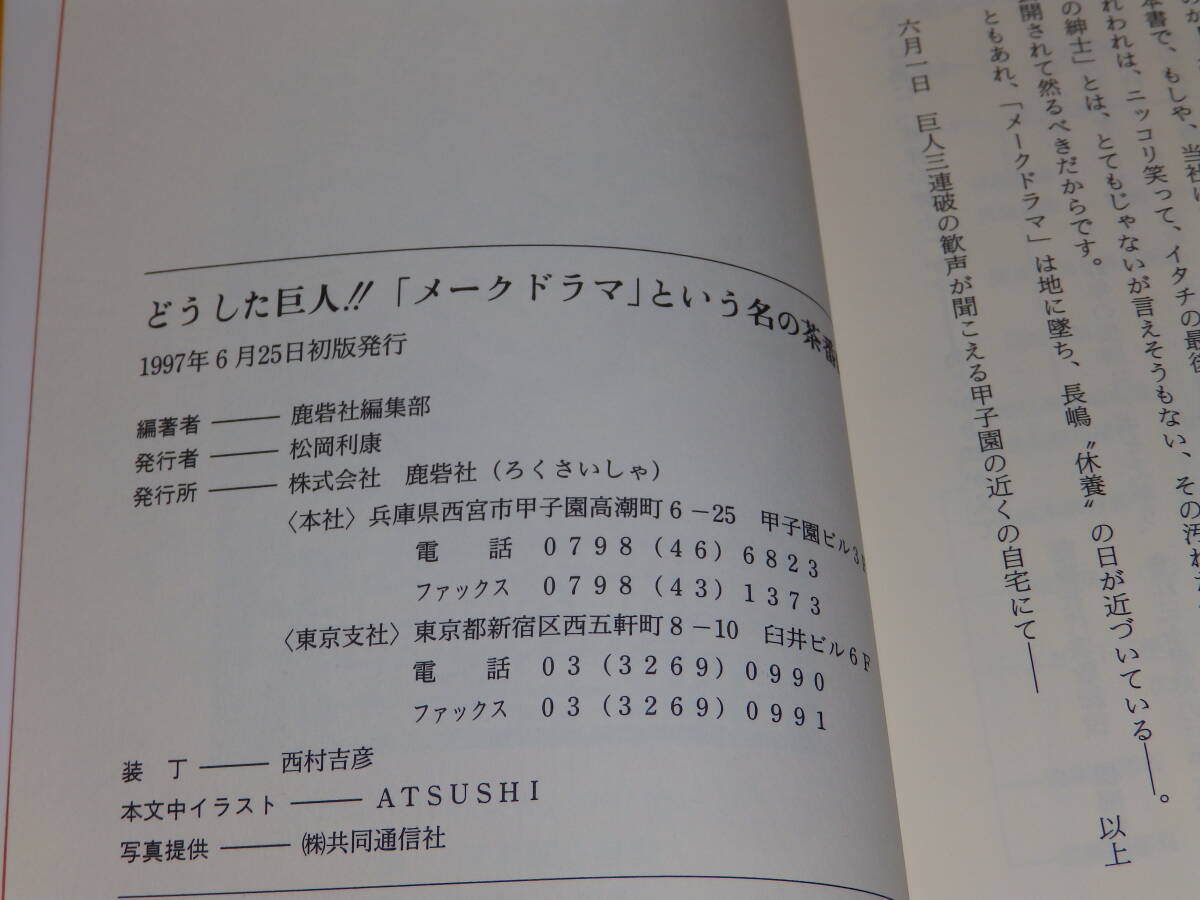 のが
本書で、もしや、当社に
れわれは、ニッコリ笑って、イタチの最後
の紳士」とは、とてもじゃないが言えそうもない、その汚れ
開されて然るべきだからです。
ともあれ、「メークドラマ」は地に墜ち、長嶋〝休養〟の日が近づいている――。
以上
六月一日　巨人三連破の歓声が聞こえる甲子園の近くの自宅にて――
どうした巨人!!「メークドラマ」という名の茶番
1997年6月25日初版発行
編著者 ――― 鹿砦社編集部
発行者 ――― 松岡利康
発行所 ――― 株式会社　鹿砦社（ろくさいしゃ）
〈本社〉兵庫県西宮市甲子園高潮町6－25　甲子園ビル3
電　話　0798（46）6823
ファックス　0798（43）1373
〈東京支社〉東京都新宿区西五軒町8－10　臼井ビル6F
電　話　03（3269）0990
ファックス　03（3269）0991
装　丁 ――― 西村吉彦
本文中イラスト ――― ATSUSHI
写真提供 ――― ㈱共同通信社